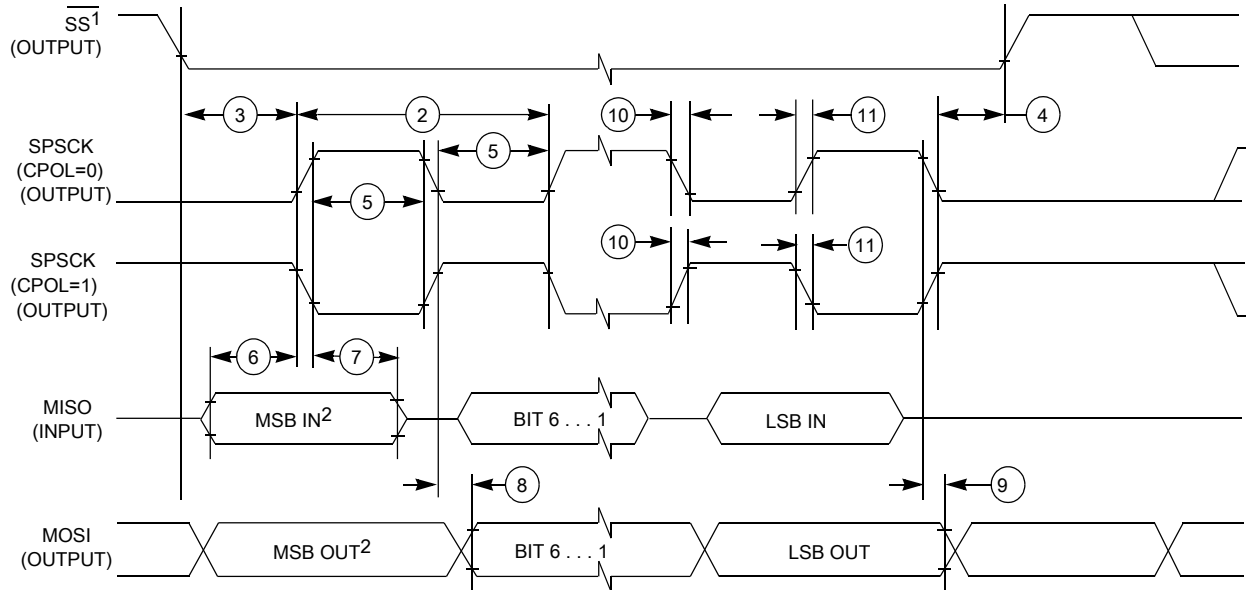 SS¹
(OUTPUT)
3
2
10
11
4
SPSCK
(CPOL=0)
(OUTPUT)
5
5
SPSCK
(CPOL=1)
(OUTPUT)
10
11
6
7
MISO
(INPUT)
MSB IN²
BIT 6 . . . 1
LSB IN
8
9
MOSI
(OUTPUT)
MSB OUT²
BIT 6 . . . 1
LSB OUT